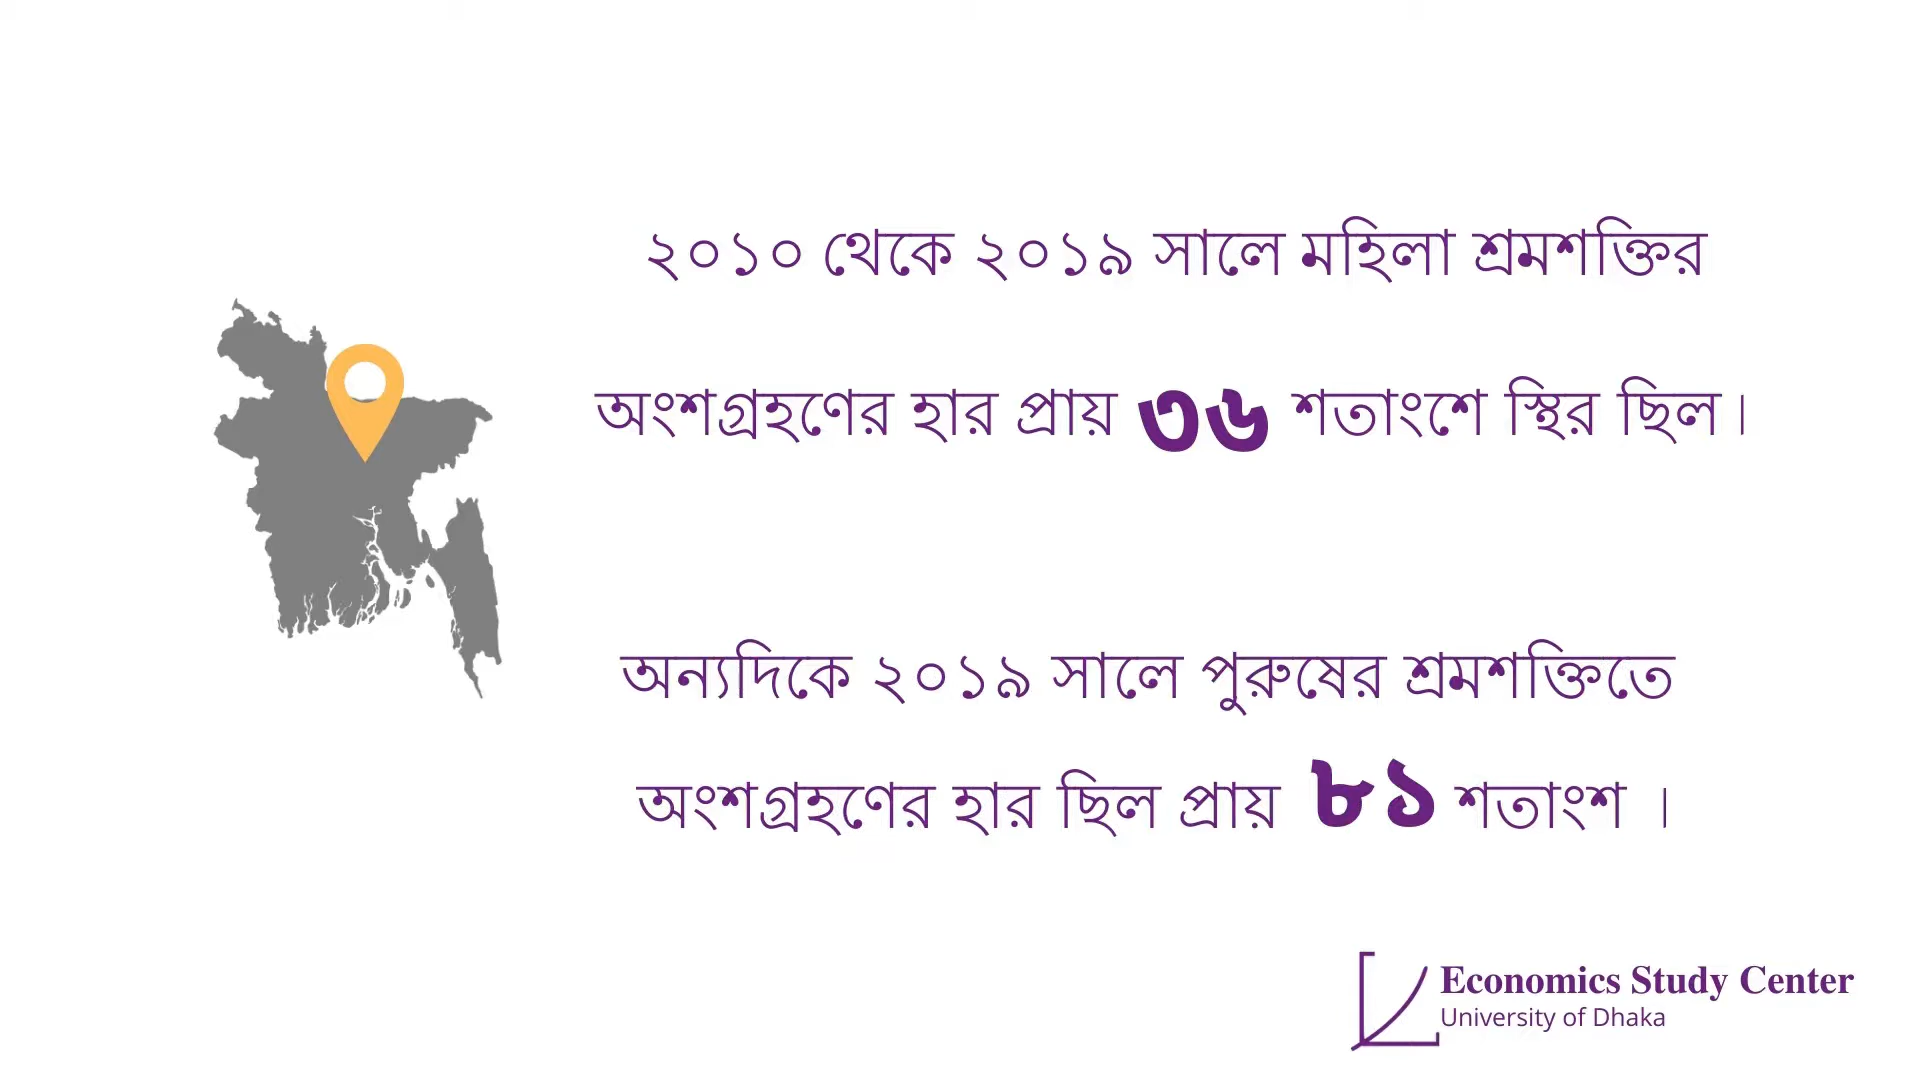 ২০১০ থেকে ২০১৯ সালে মহিলা শ্রমশক্তির
অংশগ্রহণের হার প্রায় ৩৬ শতাংশে স্থির ছিল।
অন্যদিকে ২০১৯ সালে পুরুষের শ্রমশক্তিতে
অংশগ্রহণের হার ছিল প্রায় ৮১ শতাংশ ।
Economics Study Center
University of Dhaka